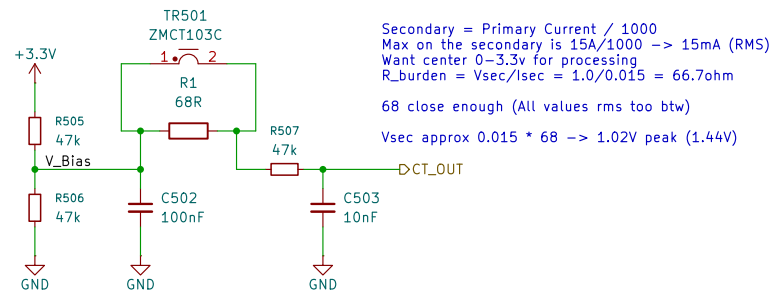 TR501
ZMCT103C
+3.3V
1
2
R1
68R
R505
47k
V_Bias
R507
47k
CT_OUT
R506
47k
C502
100nF
C503
10nF
GND
GND
GND
Secondary = Primary Current / 1000
Max on the secondary is 15A/1000 -> 15mA (RMS)
Want center 0-3.3v for processing
R_burden = Vsec/Isec = 1.0/0.015 = 66.7ohm
68 close enough (All values rms too btw)
Vsec approx 0.015 * 68 -> 1.02V peak (1.44V)